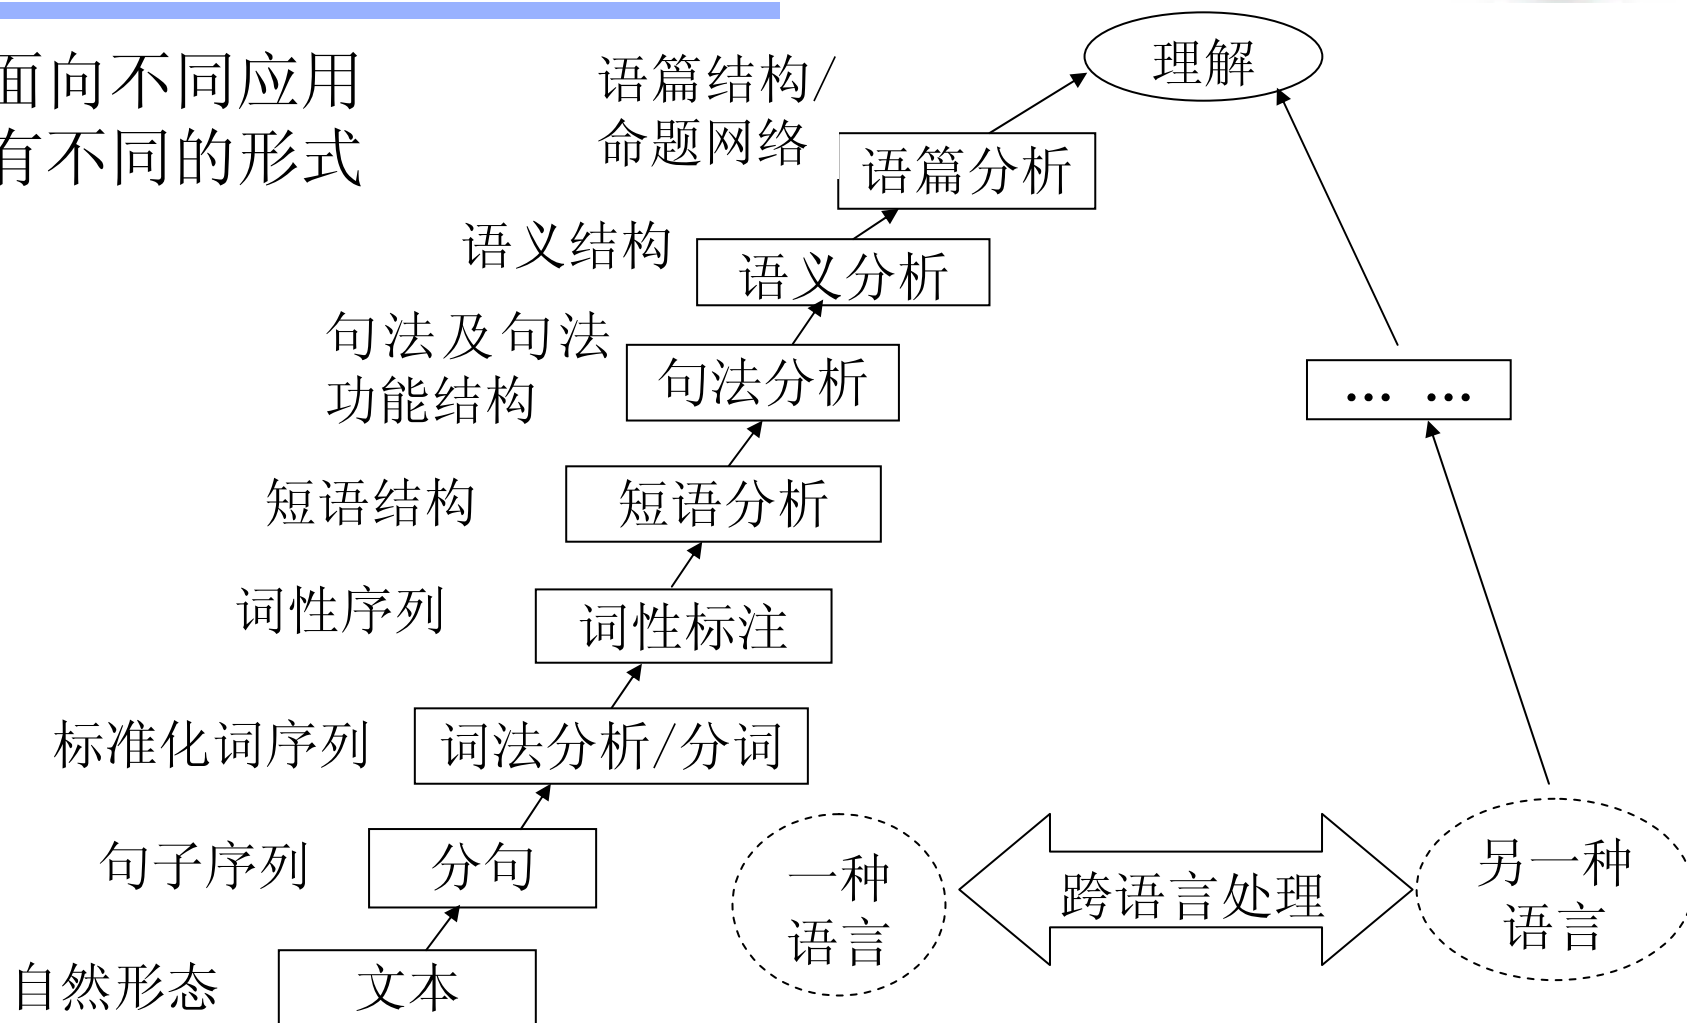 面向不同应用
有不同的形式
语篇结构/
命题网络
理解
语篇分析
语义结构
语义分析
句法及句法
功能结构
句法分析
… …
短语结构
短语分析
词性序列
词性标注
标准化词序列
词法分析/分词
句子序列
分句
一种
语言
跨语言处理
另一种
语言
自然形态
文本